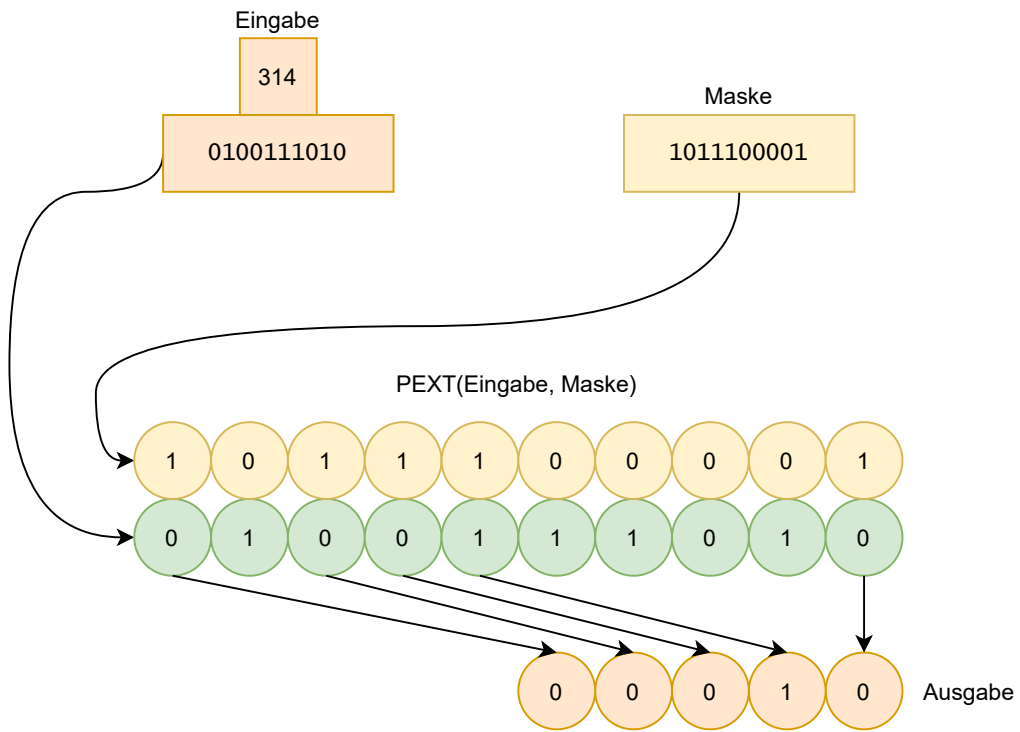 Eingabe
314
0100111010
Maske
1011100001
PEXT(Eingabe, Maske)
1 0 1 1 1 0 0 0 0 1
0 1 0 0 1 1 1 0 1 0
0 0 0 1 0 Ausgabe